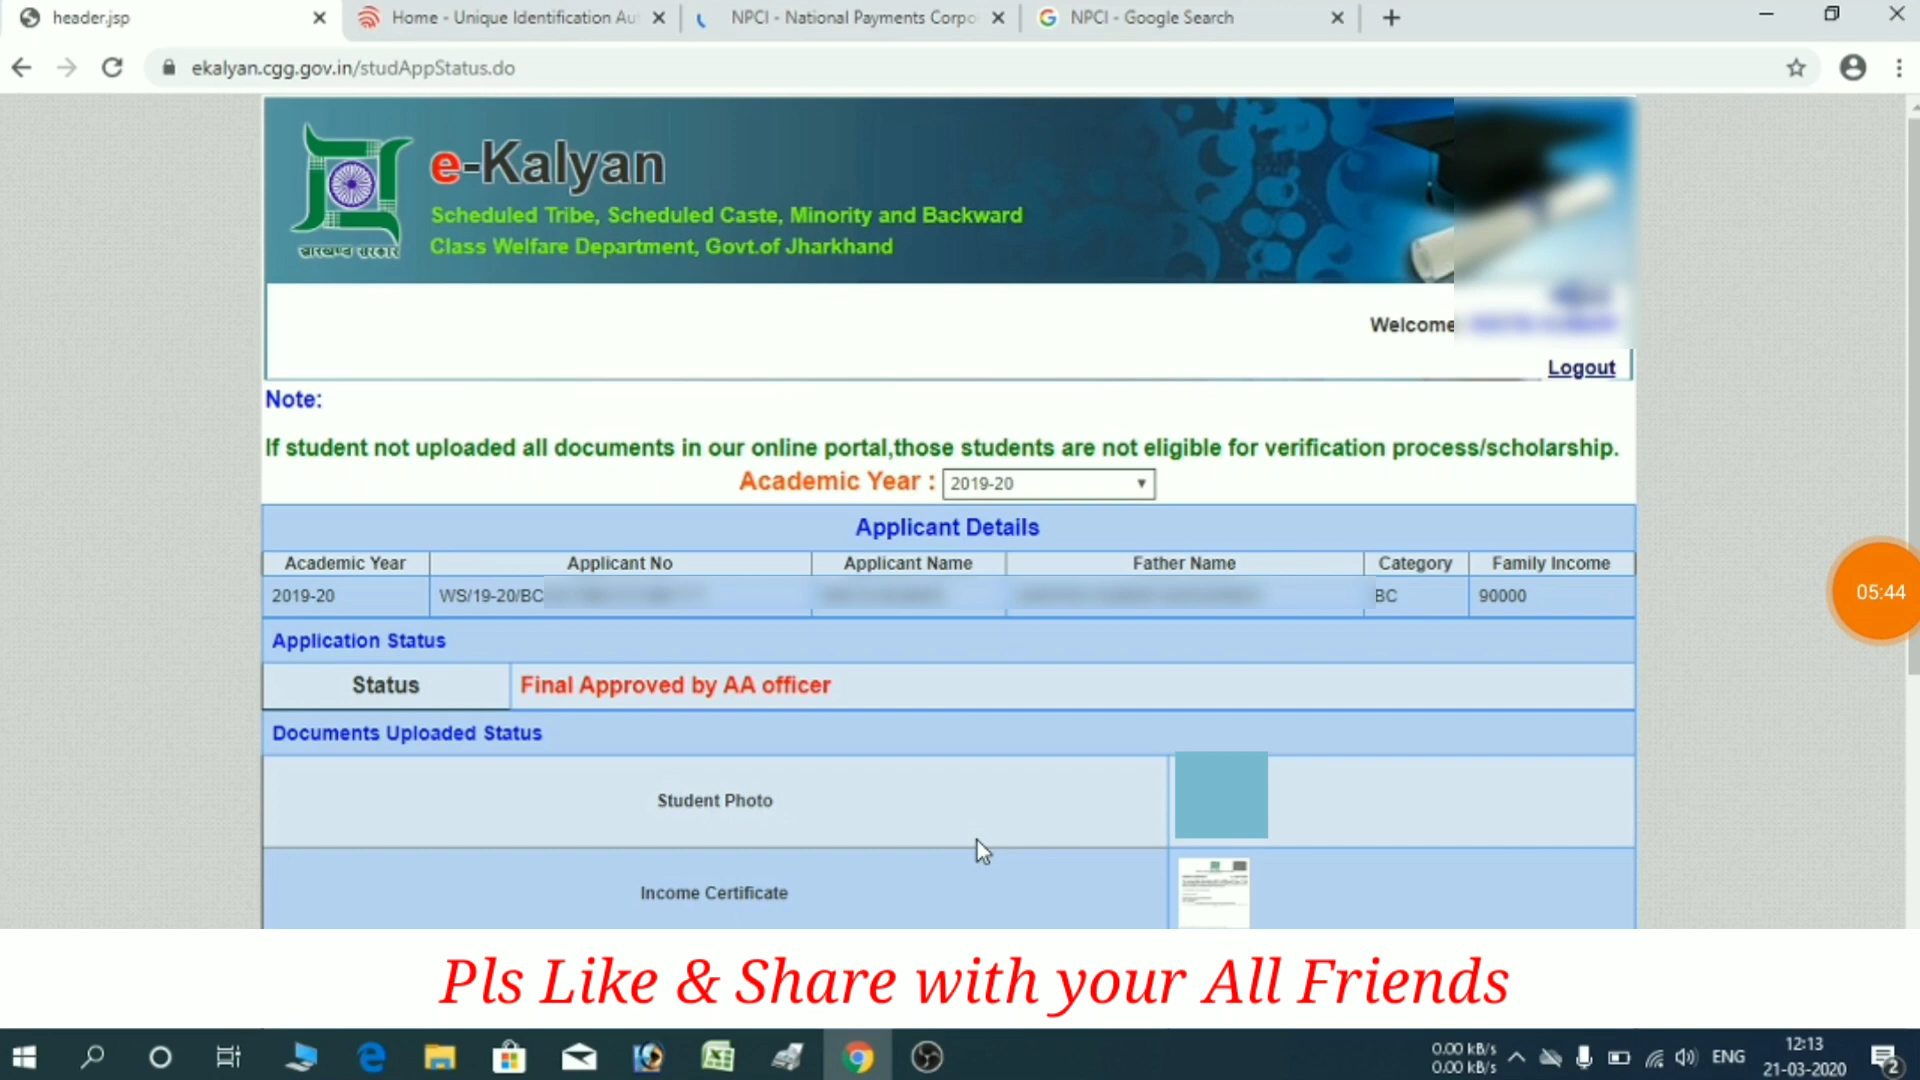 header.jsp
Home - Unique Identification Au
NPCI - National Payments Corpo
NPCI - Google Search
ekalyan.cgg.gov.in/studAppStatus.do
e-Kalyan
Scheduled Tribe, Scheduled Caste, Minority and Backward
Class Welfare Department, Govt.of Jharkhand
झारखण्ड सरकार
Welcome
Logout
Note:
If student not uploaded all documents in our online portal,those students are not eligible for verification process/scholarship.
Academic Year : 2019-20
Applicant Details
Academic Year Applicant No Applicant Name Father Name Category Family Income
2019-20 WS/19-20/BC BC 90000
Application Status
Status Final Approved by AA officer
Documents Uploaded Status
Student Photo
Income Certificate
05:44
Pls Like & Share with your All Friends
0.00 kB/s
0.00 kB/s
ENG
12:13
21-03-2020
2